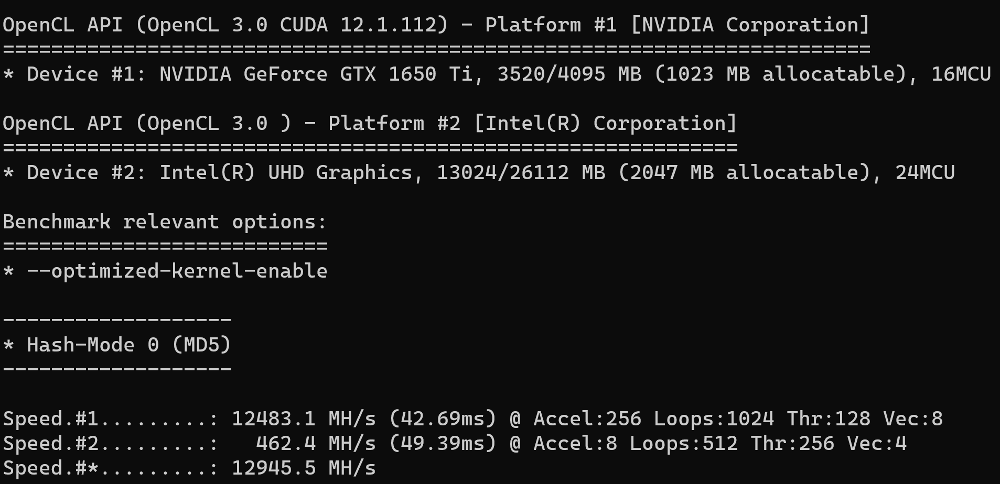 OpenCL API (OpenCL 3.0 CUDA 12.1.112) - Platform #1 [NVIDIA Corporation]
========================================================================
* Device #1: NVIDIA GeForce GTX 1650 Ti, 3520/4095 MB (1023 MB allocatable), 16MCU
OpenCL API (OpenCL 3.0 ) - Platform #2 [Intel(R) Corporation]
=============================================================
* Device #2: Intel(R) UHD Graphics, 13024/26112 MB (2047 MB allocatable), 24MCU
Benchmark relevant options:
===========================
* --optimized-kernel-enable
-------------------
* Hash-Mode 0 (MD5)
-------------------
Speed.#1.........: 12483.1 MH/s (42.69ms) @ Accel:256 Loops:1024 Thr:128 Vec:8
Speed.#2.........:   462.4 MH/s (49.39ms) @ Accel:8 Loops:512 Thr:256 Vec:4
Speed.#*.........: 12945.5 MH/s